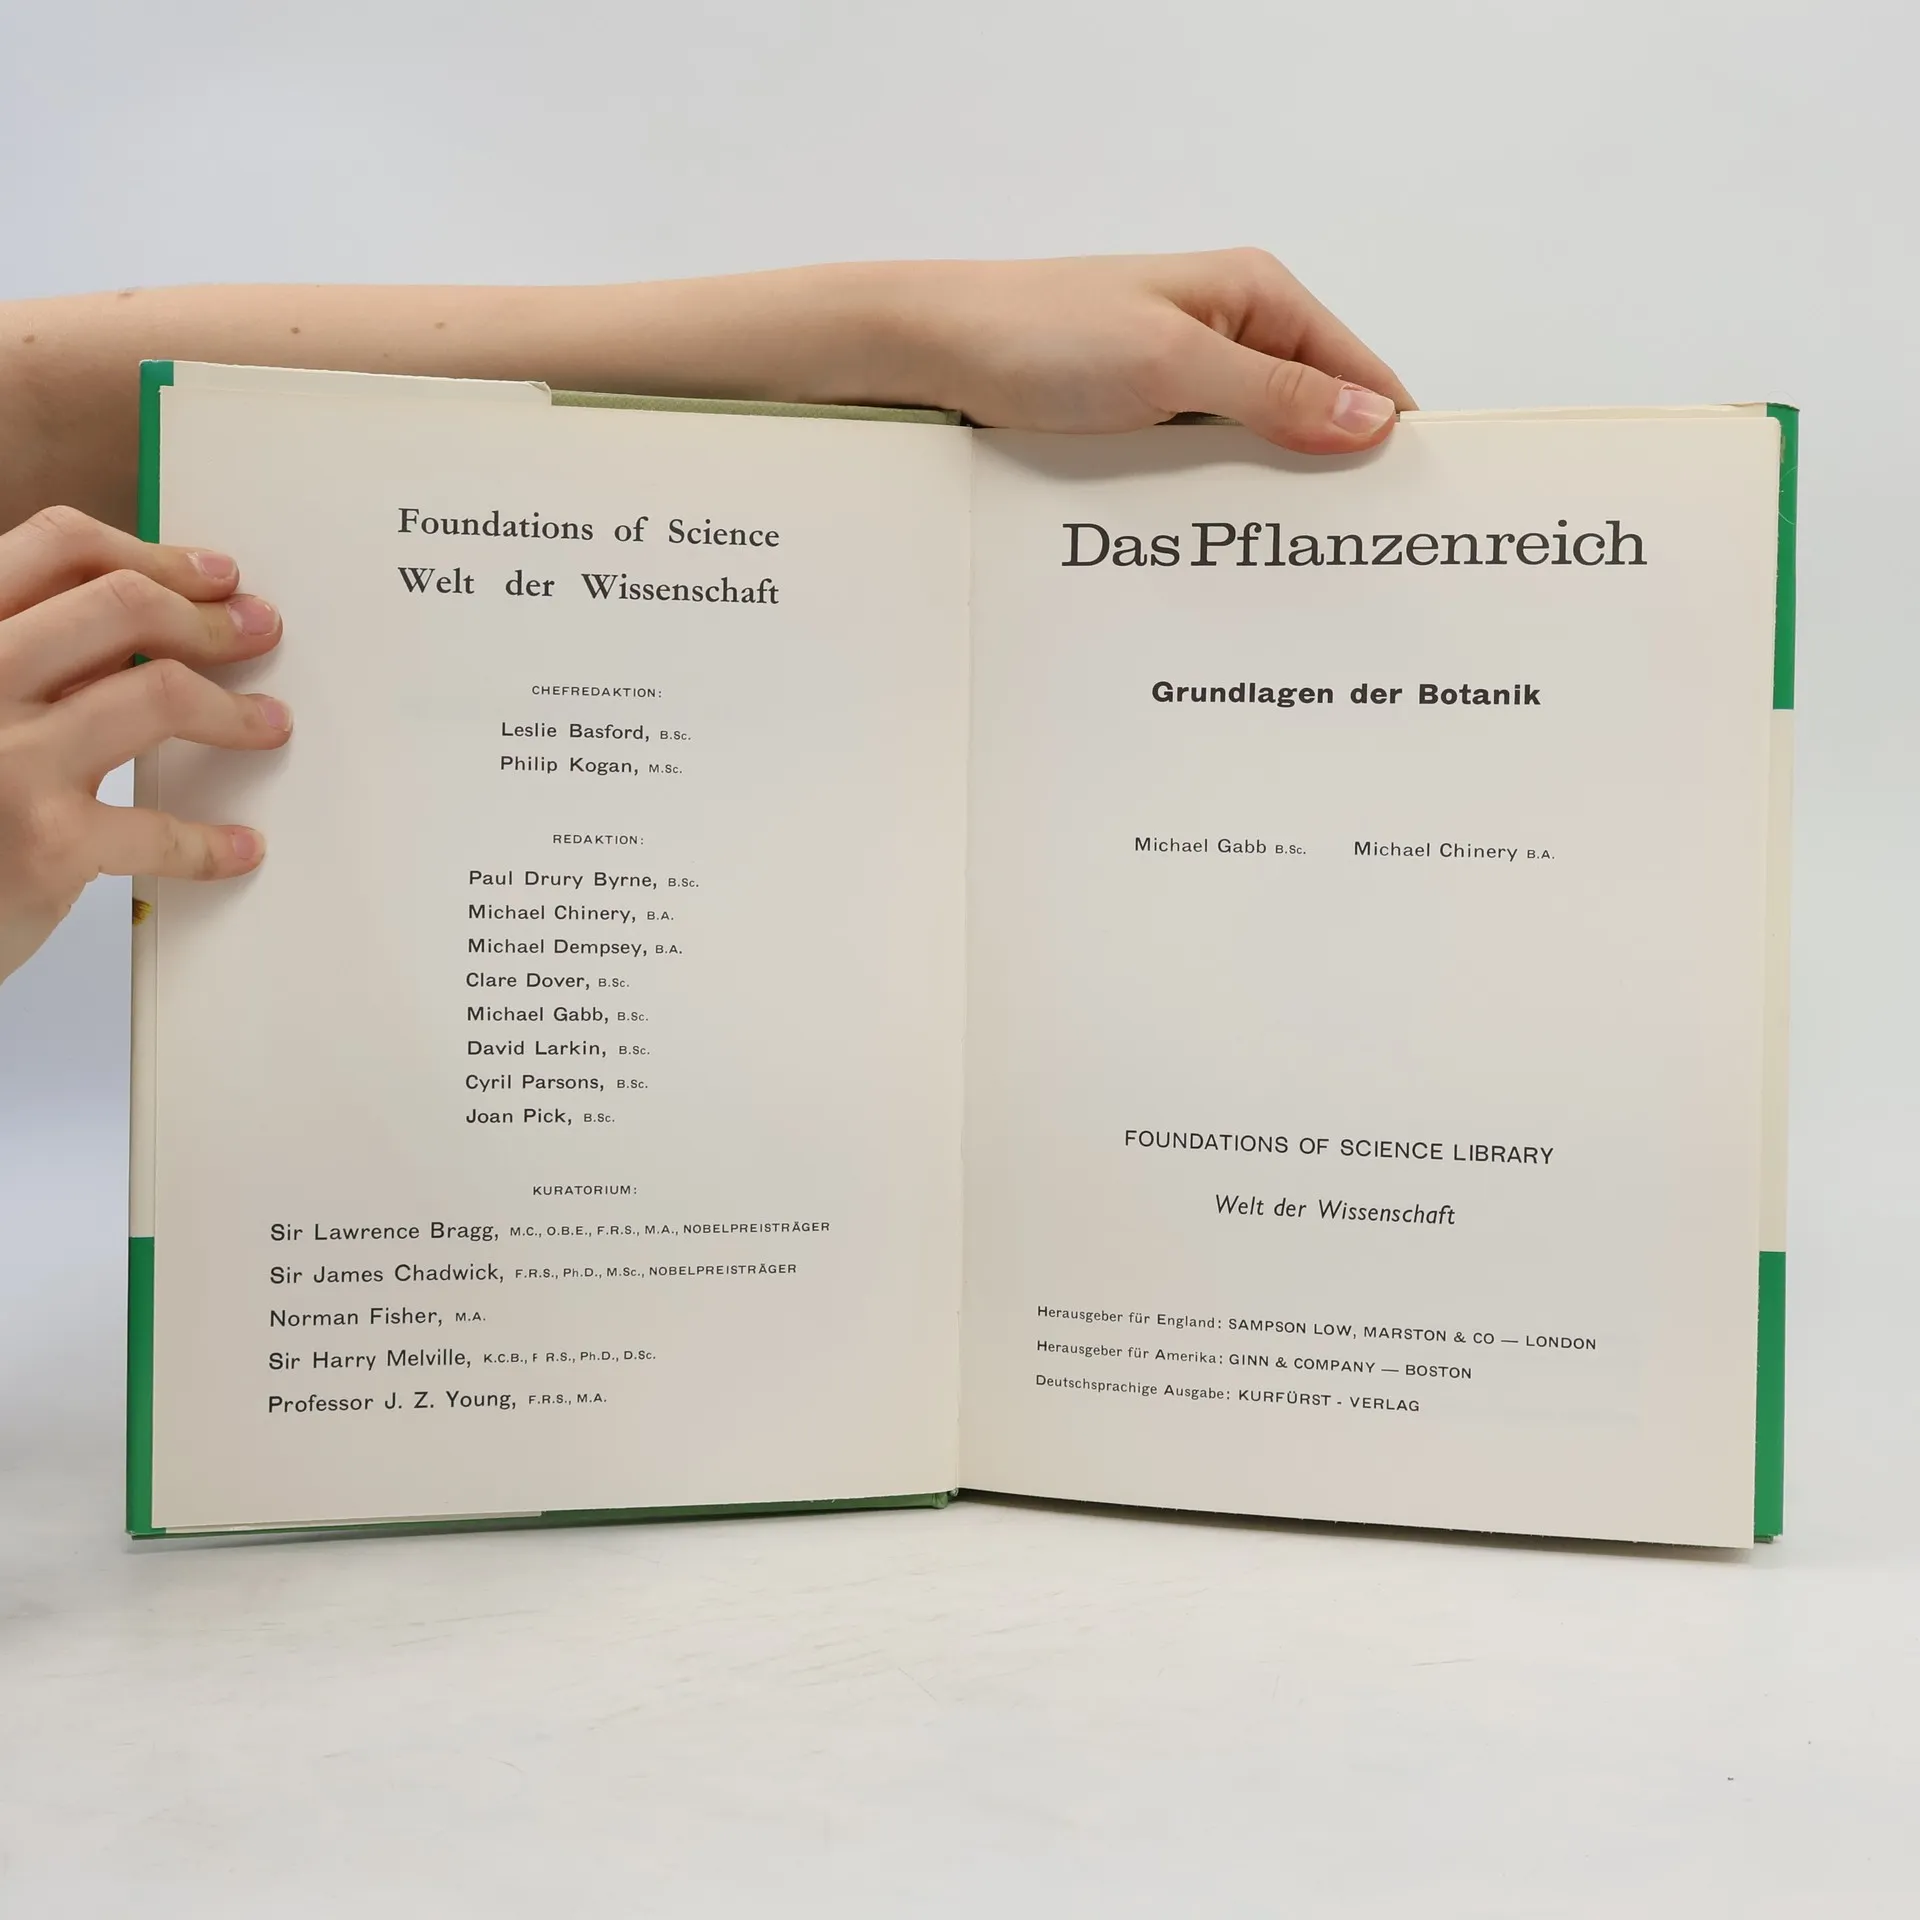 Foundations of Science
Welt der Wissenschaft
CHEFREDAKTION:
Leslie Basford, B.Sc.
Philip Kogan, M.Sc.
REDAKTION:
Paul Drury Byrne, B.Sc.
Michael Chinery, B.A.
Michael Dempsey, B.A.
Clare Dover, B.Sc.
Michael Gabb, B.Sc.
David Larkin, B.Sc.
Cyril Parsons, B.Sc.
Joan Pick, B.Sc.
KURATORIUM:
Sir Lawrence Bragg, M.C., O.B.E., F.R.S., M.A., NOBELPREISTRÄGER
Sir James Chadwick, F.R.S., Ph.D., M.Sc., NOBELPREISTRÄGER
Norman Fisher, M.A.
Sir Harry Melville, K.C.B., F R.S., Ph.D., D.Sc.
Professor J. Z. Young, F.R.S., M.A.
Das Pflanzenreich
Grundlagen der Botanik
Michael Gabb B.Sc. Michael Chinery B.A.
FOUNDATIONS OF SCIENCE LIBRARY
Welt der Wissenschaft
Herausgeber für England: SAMPSON LOW, MARSTON & CO — LONDON
Herausgeber für Amerika: GINN & COMPANY — BOSTON
Deutschsprachige Ausgabe: KURFÜRST - VERLAG